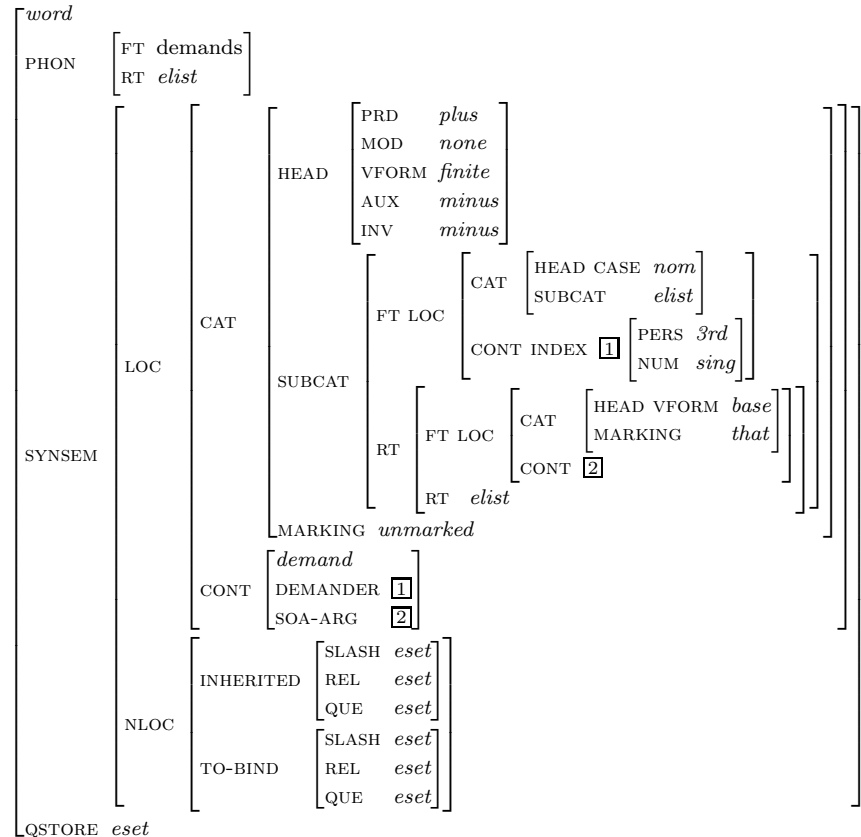 word
PHON FT demands
RT elist
SYNSEM LOC CAT HEAD PRD plus
MOD none
VFORM finite
AUX minus
INV minus
SUBCAT FT LOC CAT HEAD CASE nom
SUBCAT elist
CONT INDEX 1 PERS 3rd
NUM sing
RT FT LOC CAT HEAD VFORM base
MARKING that
CONT 2
RT elist
MARKING unmarked
CONT demand
DEMANDER 1
SOA-ARG 2
NLOC INHERITED SLASH eset
REL eset
QUE eset
TO-BIND SLASH eset
REL eset
QUE eset
QSTORE eset